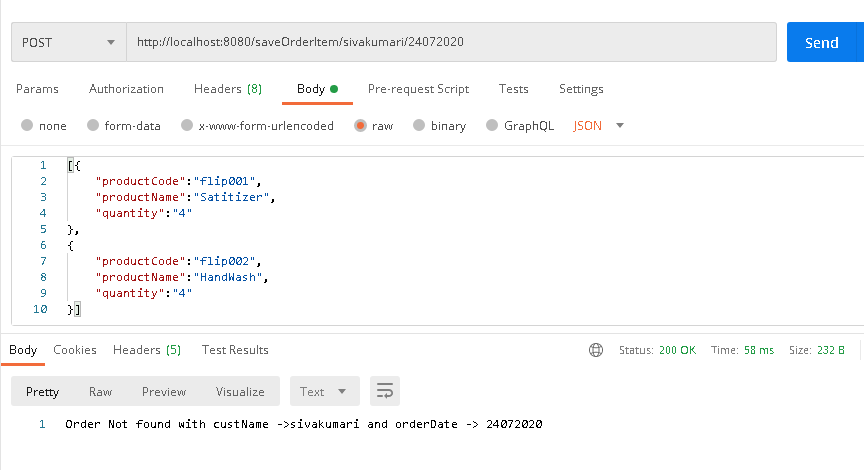 POST http://localhost:8080/saveOrderItem/sivakumari/24072020 Send
Params Authorization Headers (8) Body Pre-request Script Tests Settings
none form-data x-www-form-urlencoded raw binary GraphQL JSON
1 [{
2 "productCode":"flip001",
3 "productName":"Satitizer",
4 "quantity":"4"
5 },
6 {
7 "productCode":"flip002",
8 "productName":"HandWash",
9 "quantity":"4"
10 }]
Body Cookies Headers (5) Test Results Status: 200 OK Time: 58 ms Size: 232 B
Pretty Raw Preview Visualize Text
1 Order Not found with custName ->sivakumari and orderDate -> 24072020